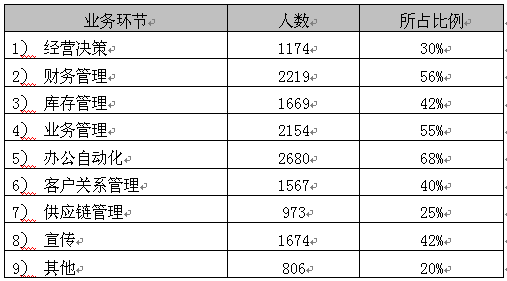 业务环节 人数 所占比例
1） 经营决策 1174 30%
2） 财务管理 2219 56%
3） 库存管理 1669 42%
4） 业务管理 2154 55%
5） 办公自动化 2680 68%
6） 客户关系管理 1567 40%
7） 供应链管理 973 25%
8） 宣传 1674 42%
9） 其他 806 20%